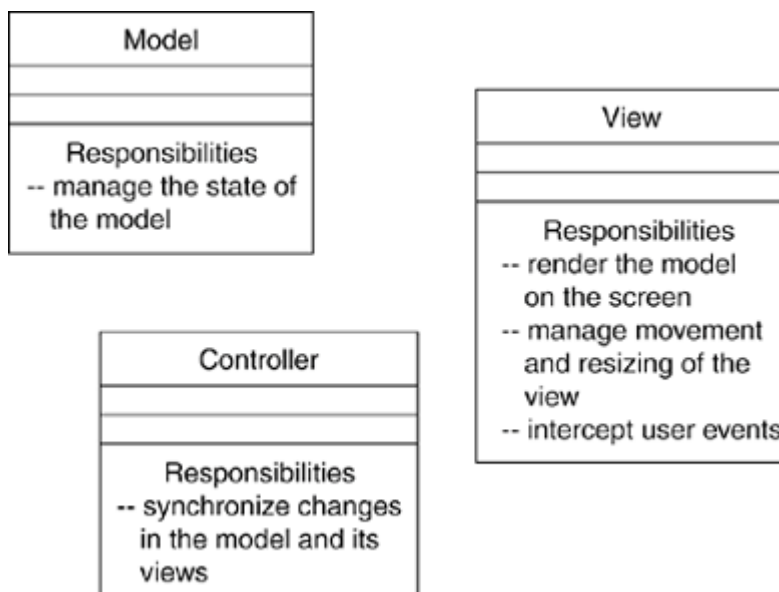 Model
Responsibilities
-- manage the state of
the model
View
Responsibilities
-- render the model
on the screen
-- manage movement
and resizing of the
view
-- intercept user events
Controller
Responsibilities
-- synchronize changes
in the model and its
views